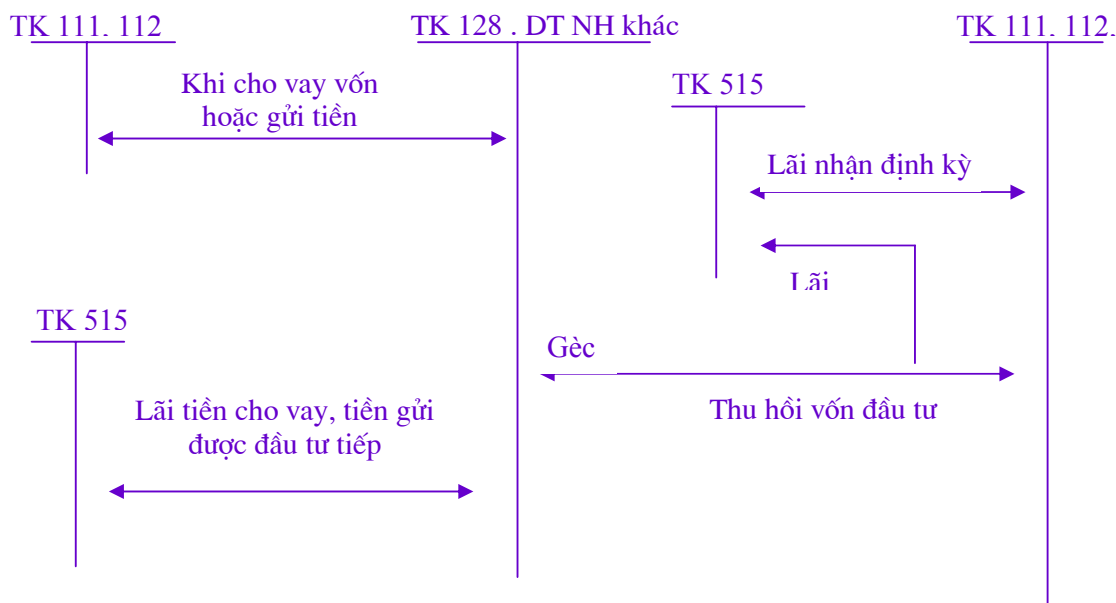 TK 111. 112
TK 128 . DT NH khác
TK 111. 112.
Khi cho vay vốn
hoặc gửi tiền
TK 515
Lãi nhận định kỳ
Lãi
TK 515
Gèc
Lãi tiền cho vay, tiền gửi
được đầu tư tiếp
Thu hồi vốn đầu tư